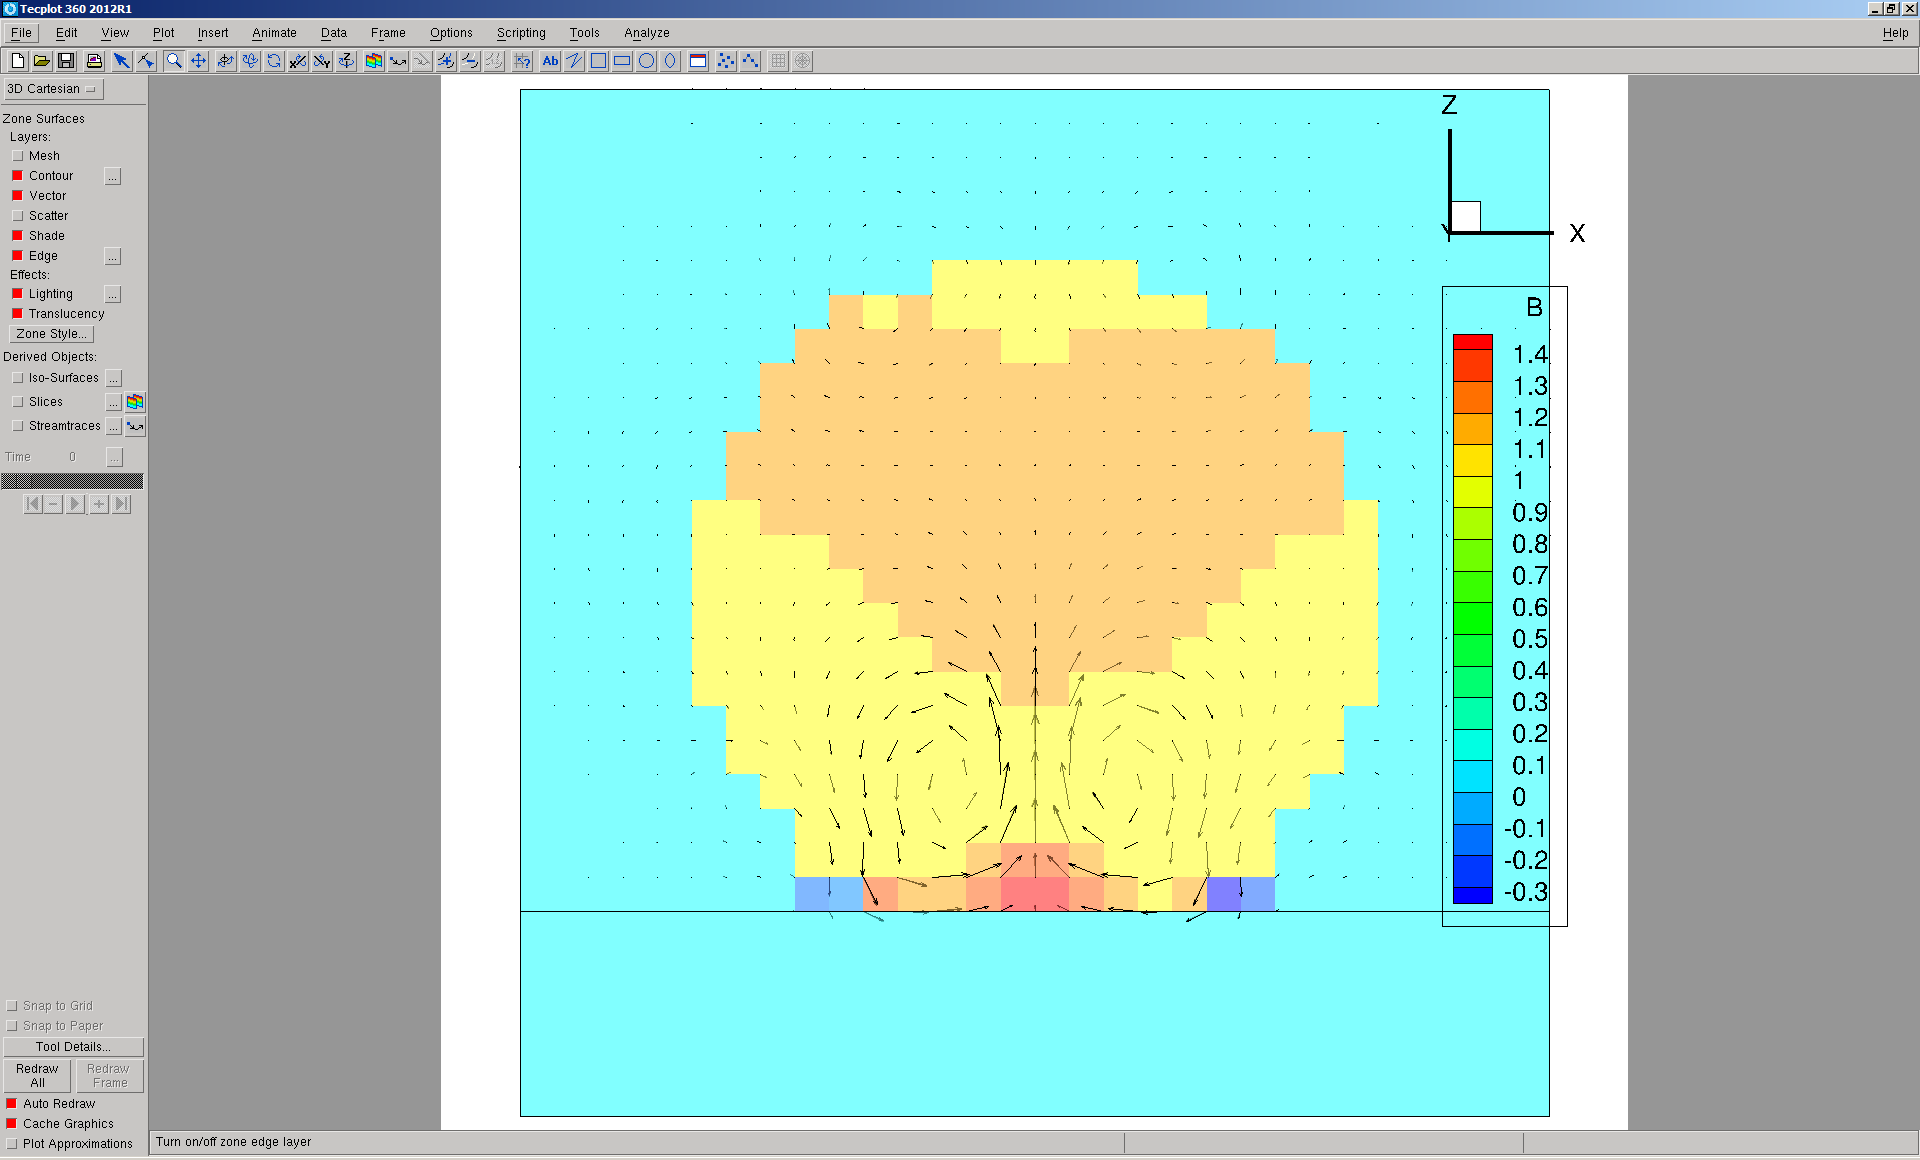 Tecplot 360 2012R1
File Edit View Plot Insert Animate Data Frame Options Scripting Tools Analyze Help
Ab
3D Cartesian
Zone Surfaces
Layers:
Mesh
Contour ...
Vector
Scatter
Shade
Edge ...
Effects:
Lighting ...
Translucency
Zone Style...
Derived Objects:
Iso-Surfaces ...
Slices ...
Streamtraces ...
Time 0 ...
Snap to Grid
Snap to Paper
Tool Details...
Redraw All
Redraw Frame
Auto Redraw
Cache Graphics
Plot Approximations
Z
Y
X
B
1.4
1.3
1.2
1.1
1
0.9
0.8
0.7
0.6
0.5
0.4
0.3
0.2
0.1
0
-0.1
-0.2
-0.3
Turn on/off zone edge layer